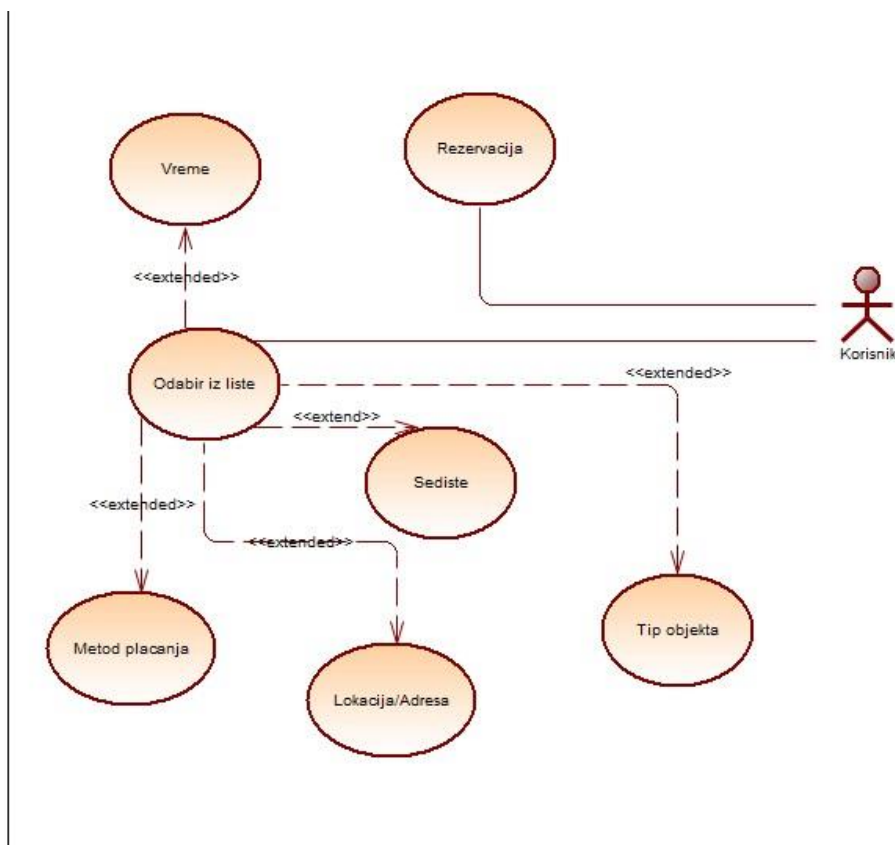 Rezervacija
Vreme
<<extended>>
Korisnik
Odabir iz liste
<<extended>>
<<extend>>
Sediste
<<extended>>
<<extended>>
Tip objekta
Metod placanja
Lokacija/Adresa